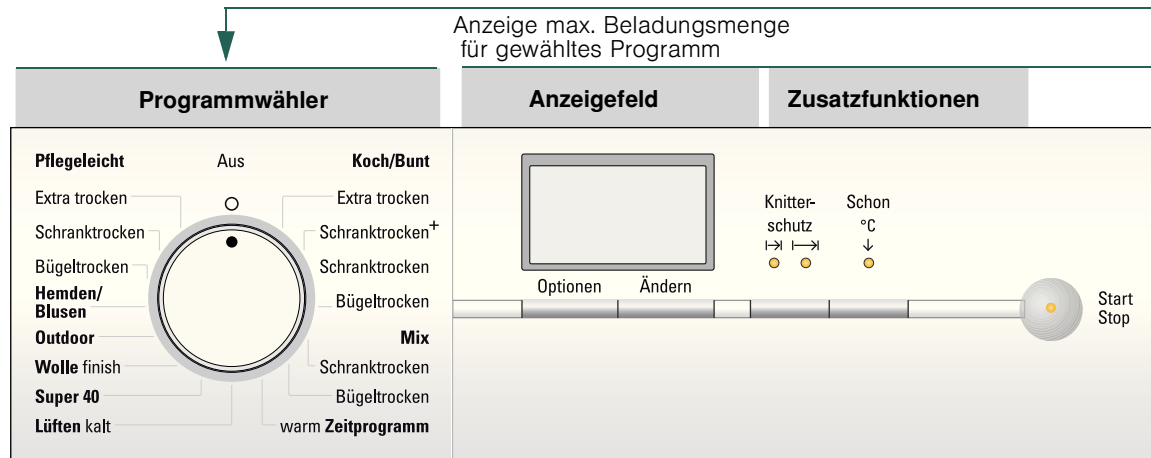 Anzeige max. Beladungsmenge
für gewähltes Programm
Programmwähler
Anzeigefeld
Zusatzfunktionen
Pflegeleicht
Extra trocken
Schranktrocken
Bügeltrocken
Hemden/
Blusen
Outdoor
Wolle finish
Super 40
Lüften kalt
Aus
Koch/Bunt
Extra trocken
Schranktrocken+
Schranktrocken
Bügeltrocken
Mix
Schranktrocken
Bügeltrocken
warm Zeitprogramm
Optionen
Ändern
Knitter-
schutz
Schon
°C
Start
Stop